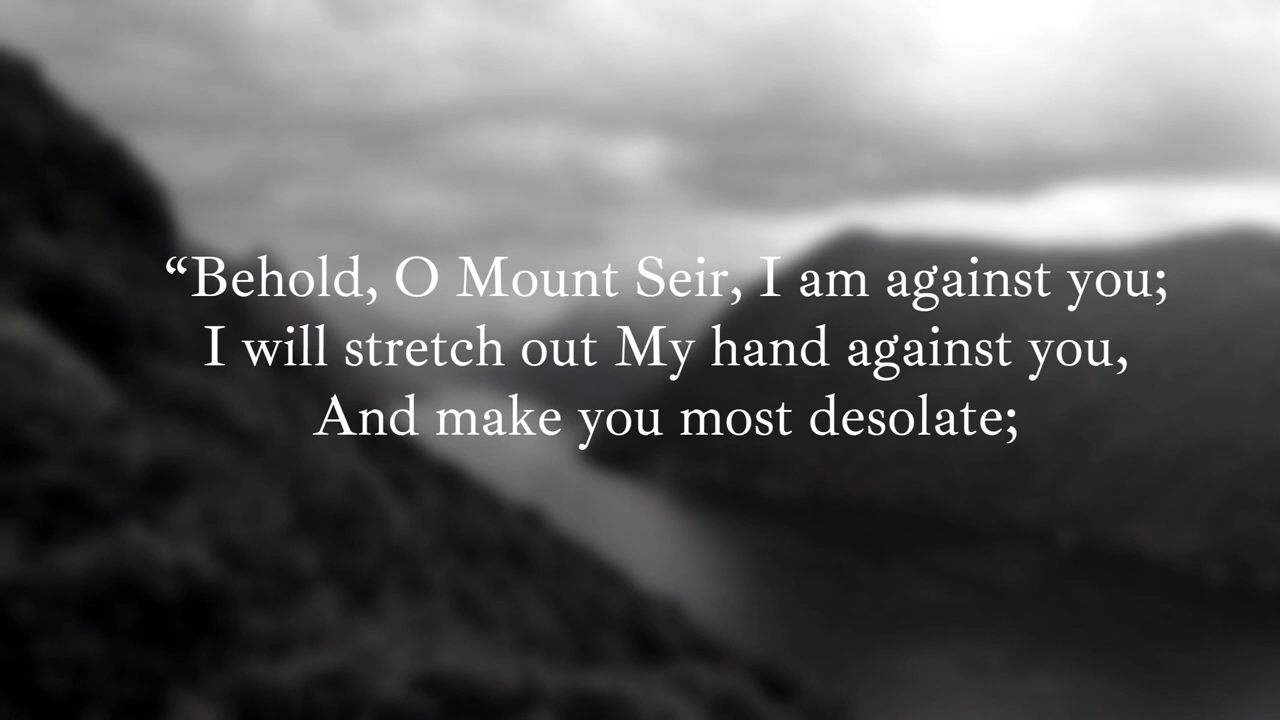 “Behold, O Mount Seir, I am against you;
I will stretch out My hand against you,
And make you most desolate;